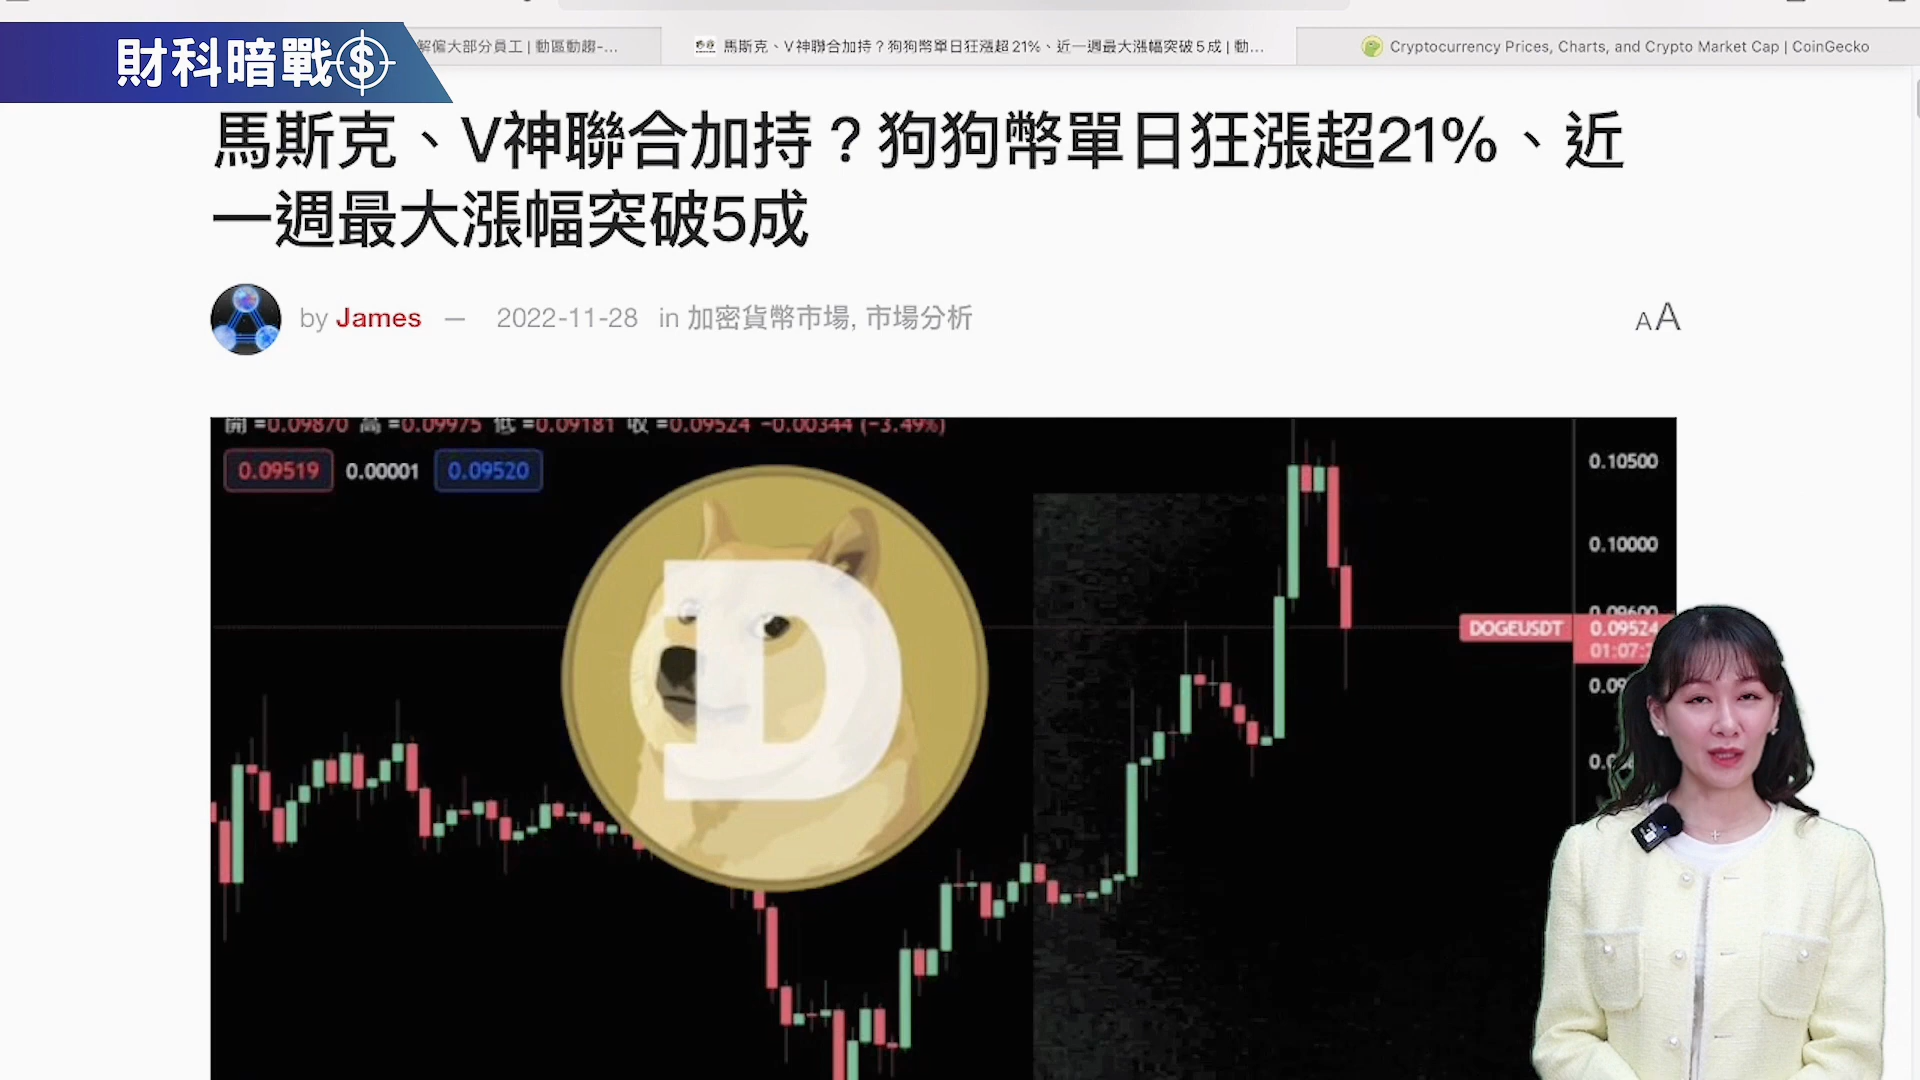 財科暗戰
解僱大部分員工 | 動區動趨-...
馬斯克、V神聯合加持？狗狗幣單日狂漲超21%、近一週最大漲幅突破5成 | 動...
Cryptocurrency Prices, Charts, and Crypto Market Cap | CoinGecko
馬斯克、V神聯合加持？狗狗幣單日狂漲超21%、近
一週最大漲幅突破5成
by James — 2022-11-28 in 加密貨幣市場, 市場分析
AA
開 =0.09870 高 =0.09975 低 =0.09181 收 =0.09524 -0.00344 (-3.49%)
0.09519 0.00001 0.09520
0.10500
D
0.10000
0.09600
DOGEUSDT 0.09524
01:07: